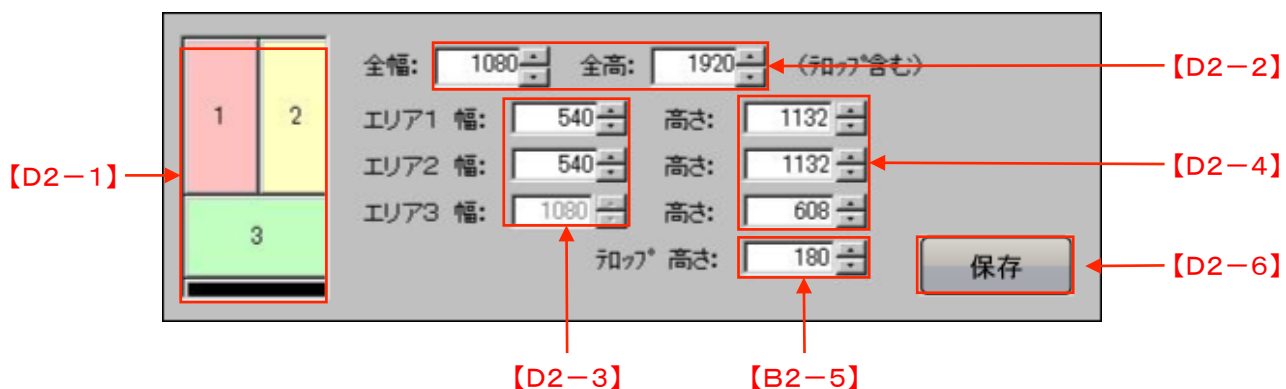 全幅: 1080 全高: 1920 (ﾃﾛｯﾌﾟ含む)
【D2－2】
1 2
エリア1 幅: 540 高さ: 1132
エリア2 幅: 540 高さ: 1132
【D2－1】
【D2－4】
エリア3 幅: 1080 高さ: 608
3
ﾃﾛｯﾌﾟ 高さ: 180
保存
【D2－6】
【D2－3】
【B2－5】